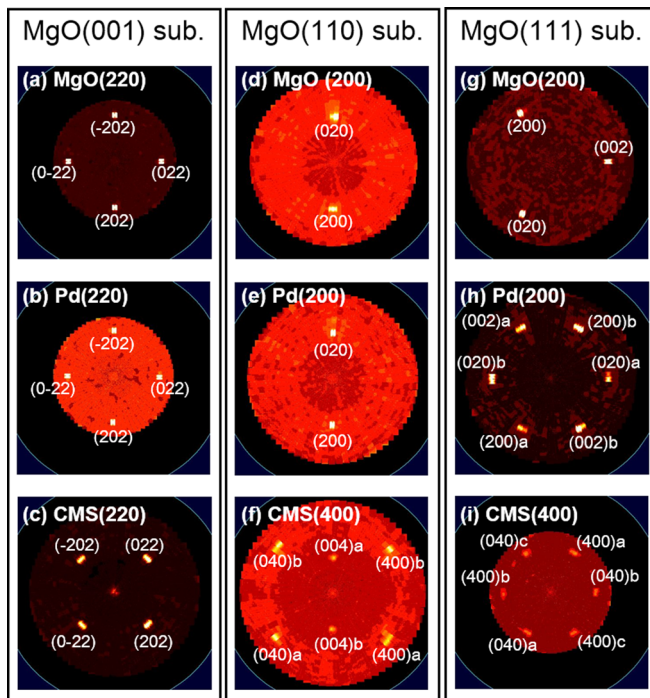 MgO(001) sub.
(a) MgO(220)
(-202)
(0-22)
(022)
(202)
(b) Pd(220)
(-202)
(0-22)
(022)
(202)
(c) CMS(220)
(-202)
(022)
(0-22)
(202)
MgO(110) sub.
(d) MgO (200)
(020)
(200)
(e) Pd(200)
(020)
(200)
(f) CMS(400)
(040)b
(004)a
(400)b
(040)a
(004)b
(400)a
MgO(111) sub.
(g) MgO(200)
(200)
(002)
(020)
(h) Pd(200)
(002)a
(200)b
(020)b
(020)a
(200)a
(002)b
(i) CMS(400)
(040)c
(400)a
(400)b
(040)b
(040)a
(400)c